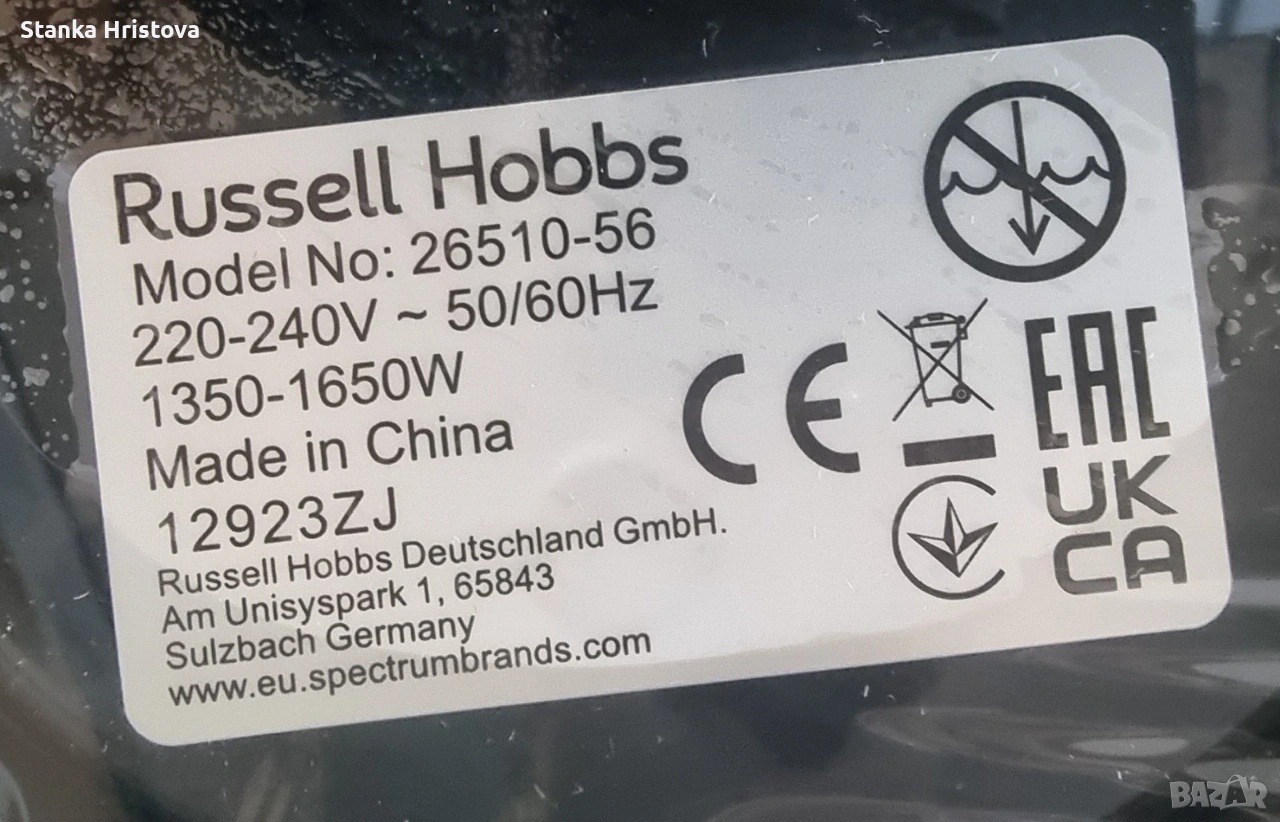 Stanka Hristova
Russell Hobbs
Model No: 26510-56
220-240V ~ 50/60Hz
1350-1650W
Made in China
12923ZJ
Russell Hobbs Deutschland GmbH.
Am Unisyspark 1, 65843
Sulzbach Germany
www.eu.spectrumbrands.com
CE
EAC
UK
CA
BAZAR